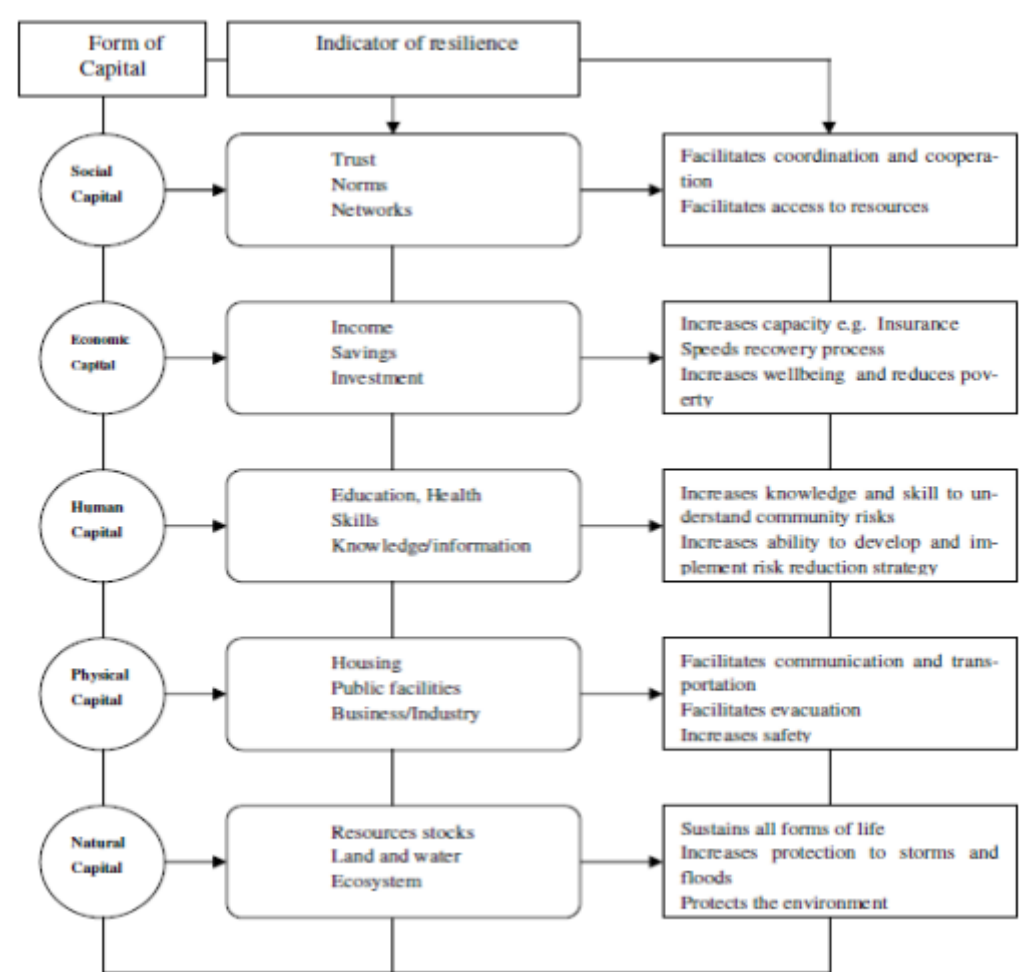 Form of
Capital
Indicator of resilience
Social
Capital
Trust
Norms
Networks
Facilitates coordination and coopera-
tion
Facilitates access to resources
Economic
Capital
Income
Savings
Investment
Increases capacity e.g. Insurance
Speeds recovery process
Increases wellbeing and reduces pov-
erty
Human
Capital
Education, Health
Skills
Knowledge/information
Increases knowledge and skill to un-
derstand community risks
Increases ability to develop and im-
plement risk reduction strategy
Physical
Capital
Housing
Public facilities
Business/Industry
Facilitates communication and trans-
portation
Facilitates evacuation
Increases safety
Natural
Capital
Resources stocks
Land and water
Ecosystem
Sustains all forms of life
Increases protection to storms and
floods
Protects the environment